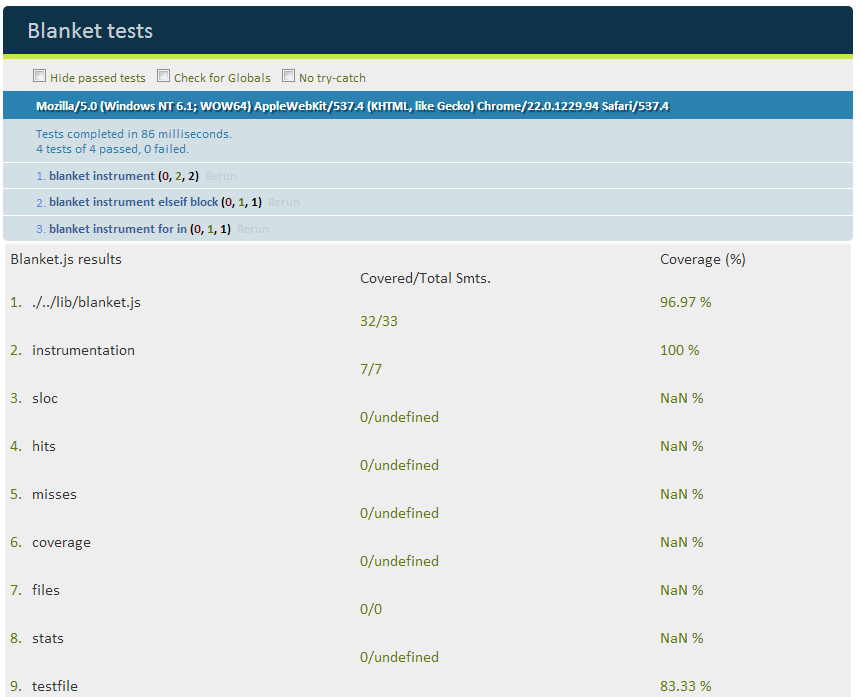 Blanket tests
Hide passed tests Check for Globals No try-catch
Mozilla/5.0 (Windows NT 6.1; WOW64) AppleWebKit/537.4 (KHTML, like Gecko) Chrome/22.0.1229.94 Safari/537.4
Tests completed in 86 milliseconds.
4 tests of 4 passed, 0 failed.
1. blanket instrument (0, 2, 2) Rerun
2. blanket instrument elseif block (0, 1, 1) Rerun
3. blanket instrument for in (0, 1, 1) Rerun
Blanket.js results Coverage (%)
Covered/Total Smts.
1. ./../lib/blanket.js 96.97 %
32/33
2. instrumentation 100 %
7/7
3. sloc NaN %
0/undefined
4. hits NaN %
0/undefined
5. misses NaN %
0/undefined
6. coverage NaN %
0/undefined
7. files NaN %
0/0
8. stats NaN %
0/undefined
9. testfile 83.33 %